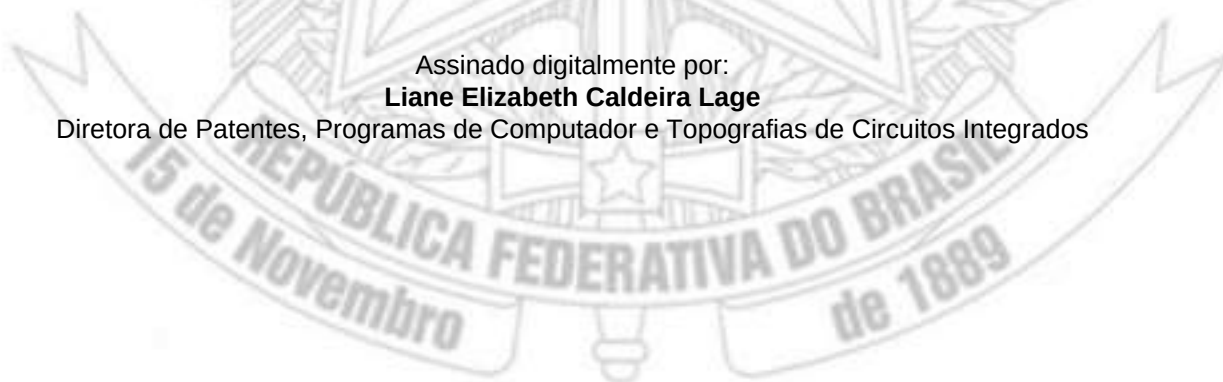 Assinado digitalmente por:
Liane Elizabeth Caldeira Lage
Diretora de Patentes, Programas de Computador e Topografias de Circuitos Integrados
REPÚBLICA FEDERATIVA DO BRASIL
15 de Novembro
de 1889